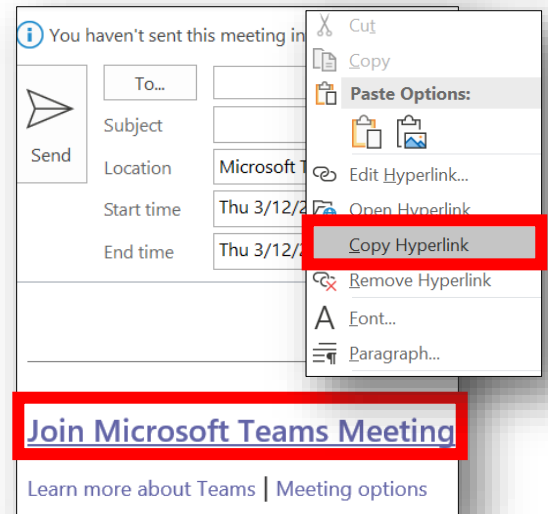 You haven't sent this meeting in
To...
Subject
Send
Location
Microsoft T
Start time
Thu 3/12/2
End time
Thu 3/12/2
Join Microsoft Teams Meeting
Learn more about Teams | Meeting options
Cut
Copy
Paste Options:
Edit Hyperlink...
Open Hyperlink
Copy Hyperlink
Remove Hyperlink
A Font...
Paragraph...